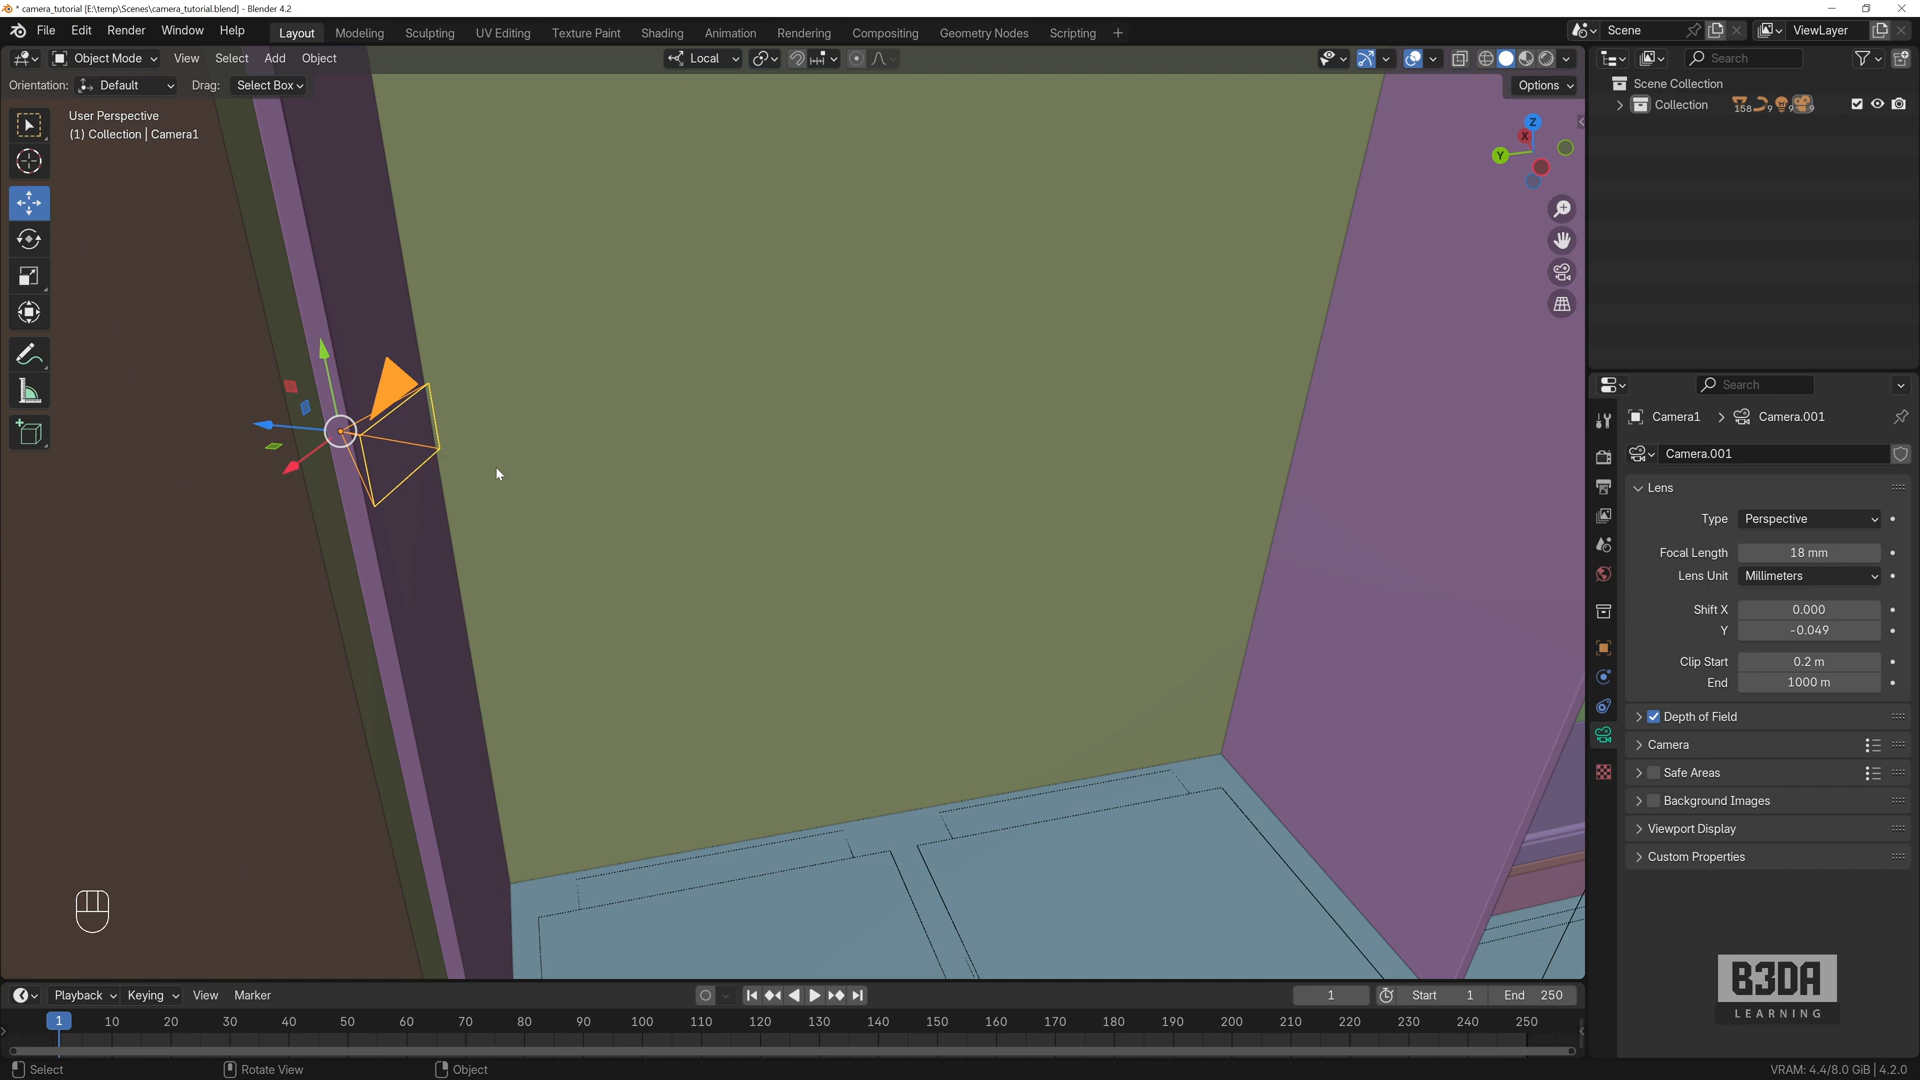 * camera_tutorial [E:\temp\Scenes\camera_tutorial.blend] - Blender 4.2
File Edit Render Window Help
Layout Modeling Sculpting UV Editing Texture Paint Shading Animation Rendering Compositing Geometry Nodes Scripting +
Scene
ViewLayer
Object Mode View Select Add Object
Local
Search
Orientation: Default Drag: Select Box
Options
Scene Collection
Collection 158 9 9 9
User Perspective
(1) Collection | Camera1
Z
X
Y
Search
Camera1 > Camera.001
Camera.001
Lens
Type Perspective
Focal Length 18 mm
Lens Unit Millimeters
Shift X 0.000
Y -0.049
Clip Start 0.2 m
End 1000 m
Depth of Field
Camera
Safe Areas
Background Images
Viewport Display
Custom Properties
B3DA
LEARNING
Playback Keying View Marker
1 Start 1 End 250
1 10 20 30 40 50 60 70 80 90 100 110 120 130 140 150 160 170 180 190 200 210 220 230 240 250
Select Rotate View Object
VRAM: 4.4/8.0 GiB | 4.2.0